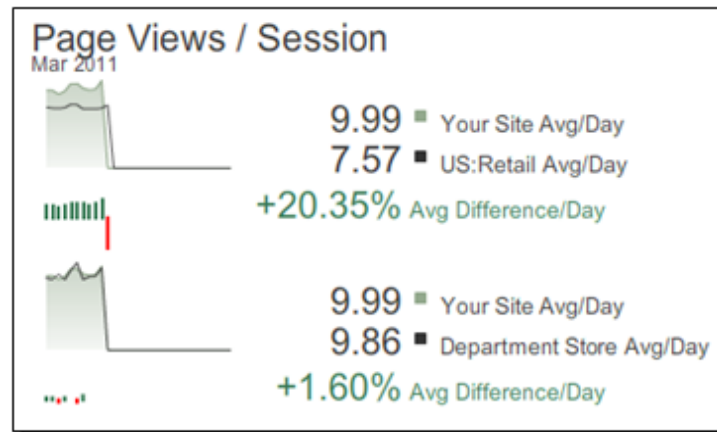 Page Views / Session
Mar 2011
9.99 Your Site Avg/Day
7.57 US:Retail Avg/Day
+20.35% Avg Difference/Day
9.99 Your Site Avg/Day
9.86 Department Store Avg/Day
+1.60% Avg Difference/Day